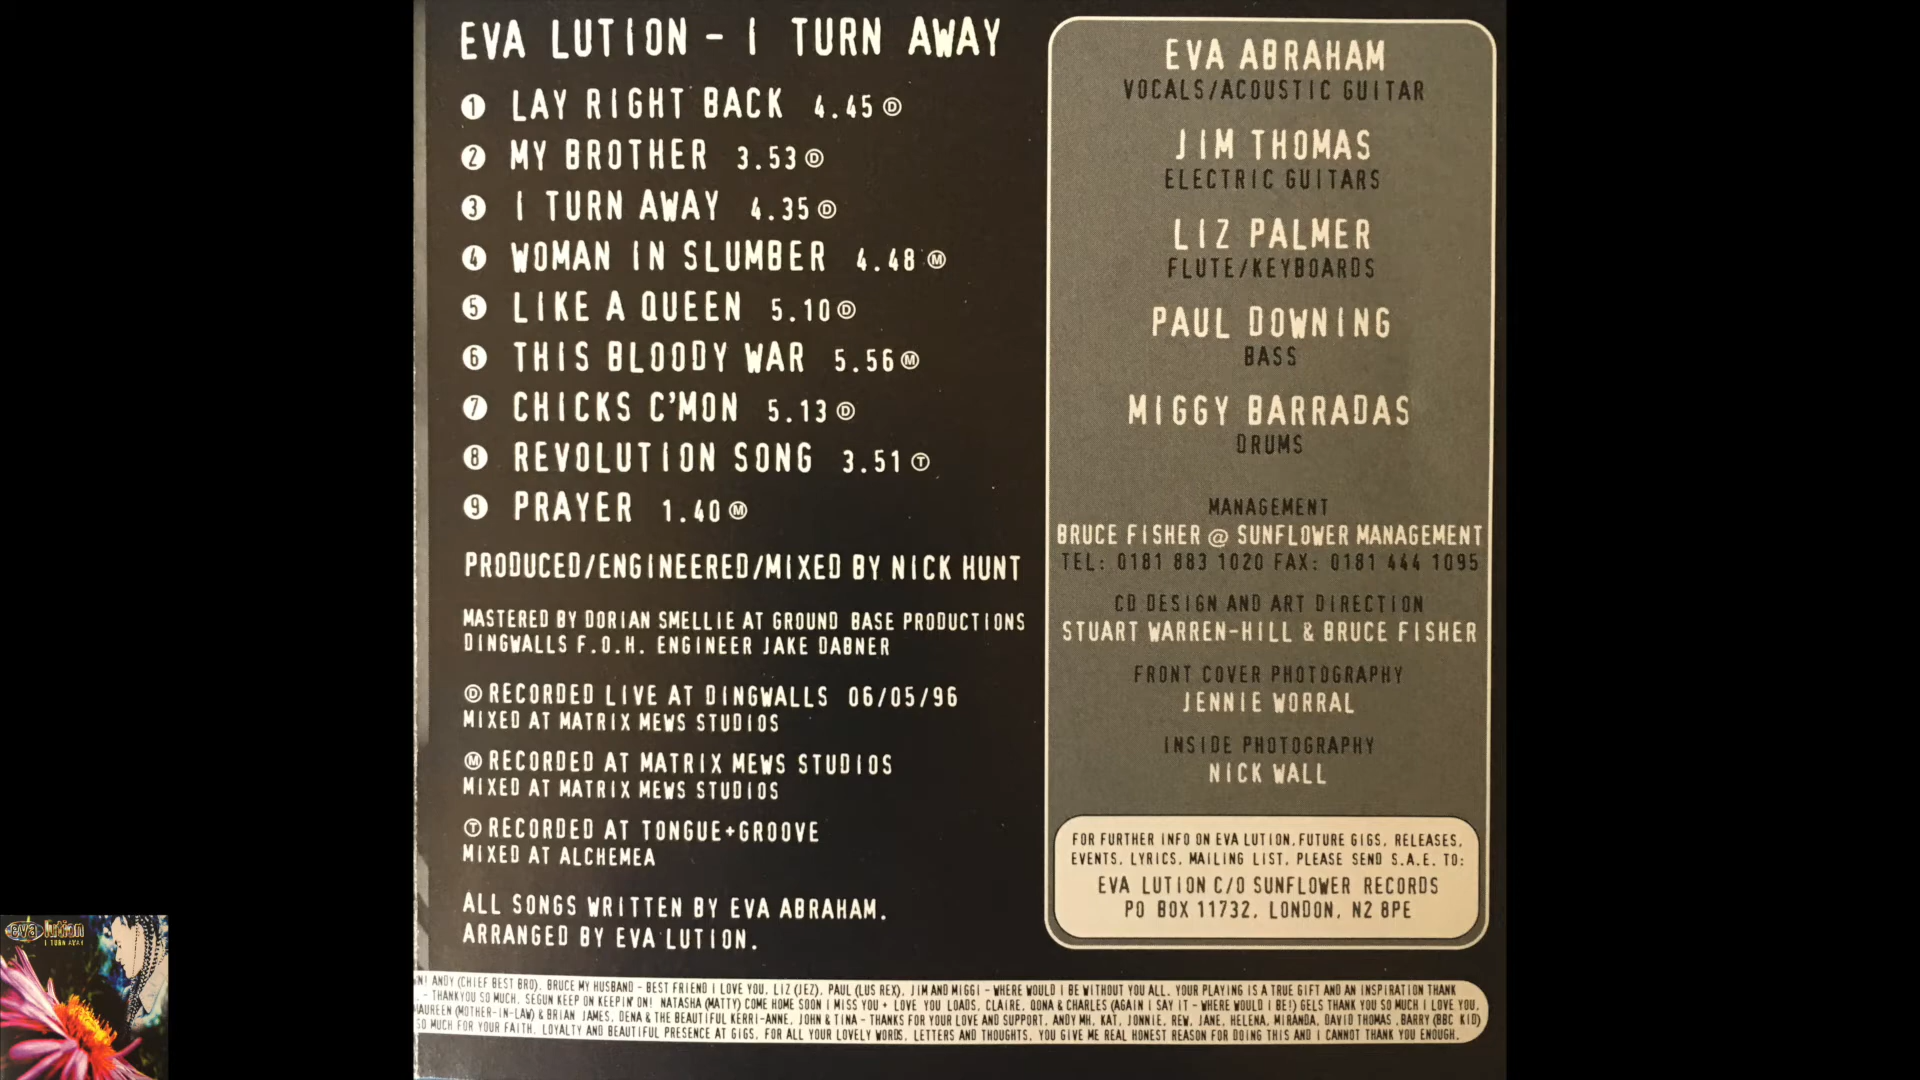 EVA LUTION - I TURN AWAY
1 LAY RIGHT BACK 4.45 Ⓓ
2 MY BROTHER 3.53 Ⓓ
3 I TURN AWAY 4.35 Ⓓ
4 WOMAN IN SLUMBER 4.48 Ⓜ
5 LIKE A QUEEN 5.10 Ⓓ
6 THIS BLOODY WAR 5.56 Ⓜ
7 CHICKS C'MON 5.13 Ⓓ
8 REVOLUTION SONG 3.51 Ⓣ
9 PRAYER 1.40 Ⓜ
PRODUCED/ENGINEERED/MIXED BY NICK HUNT
MASTERED BY DORIAN SMELLIE AT GROUND BASE PRODUCTIONS
DINGWALLS F.O.H. ENGINEER JAKE DABNER
Ⓓ RECORDED LIVE AT DINGWALLS 06/05/96
MIXED AT MATRIX MEWS STUDIOS
Ⓜ RECORDED AT MATRIX MEWS STUDIOS
MIXED AT MATRIX MEWS STUDIOS
Ⓣ RECORDED AT TONGUE+GROOVE
MIXED AT ALCHEMEA
ALL SONGS WRITTEN BY EVA ABRAHAM.
ARRANGED BY EVA LUTION.
EVA ABRAHAM
VOCALS/ACOUSTIC GUITAR
JIM THOMAS
ELECTRIC GUITARS
LIZ PALMER
FLUTE/KEYBOARDS
PAUL DOWNING
BASS
MIGGY BARRADAS
DRUMS
MANAGEMENT
BRUCE FISHER @ SUNFLOWER MANAGEMENT
TEL: 0181 883 1020 FAX: 0181 444 1095
CD DESIGN AND ART DIRECTION
STUART WARREN-HILL & BRUCE FISHER
FRONT COVER PHOTOGRAPHY
JENNIE WORRAL
INSIDE PHOTOGRAPHY
NICK WALL
FOR FURTHER INFO ON EVA LUTION, FUTURE GIGS, RELEASES,
EVENTS, LYRICS, MAILING LIST, PLEASE SEND S.A.E. TO:
EVA LUTION C/O SUNFLOWER RECORDS
PO BOX 11732, LONDON, N2 8PE
ANDY (CHIEF BEST BRO), BRUCE MY HUSBAND - BEST FRIEND I LOVE YOU, LIZ (JEZ), PAUL (LUS REX), JIM AND MIGGI - WHERE WOULD I BE WITHOUT YOU ALL, YOUR PLAYING IS A TRUE GIFT AND AN INSPIRATION THANK
- THANKYOU SO MUCH, SEGUN KEEP ON KEEPIN' ON! NATASHA (MATTY) COME HOME SOON I MISS YOU + LOVE YOU LOADS, CLAIRE, OONA & CHARLES (AGAIN I SAY IT - WHERE WOULD I BE!) GELS THANK YOU SO MUCH I LOVE YOU,
MAUREEN (MOTHER-IN-LAW) & BRIAN JAMES, DENA & THE BEAUTIFUL KERRI-ANNE, JOHN & TINA - THANKS FOR YOUR LOVE AND SUPPORT, ANDY MH, KAT, JONNIE, REW, JANE, HELENA, MIRANDA, DAVID THOMAS, BARRY (BBC KID)
SO MUCH FOR YOUR FAITH, LOYALTY AND BEAUTIFUL PRESENCE AT GIGS, FOR ALL YOUR LOVELY WORDS, LETTERS AND THOUGHTS, YOU GIVE ME REAL HONEST REASON FOR DOING THIS AND I CANNOT THANK YOU ENOUGH.
eva lution
I TURN AWAY